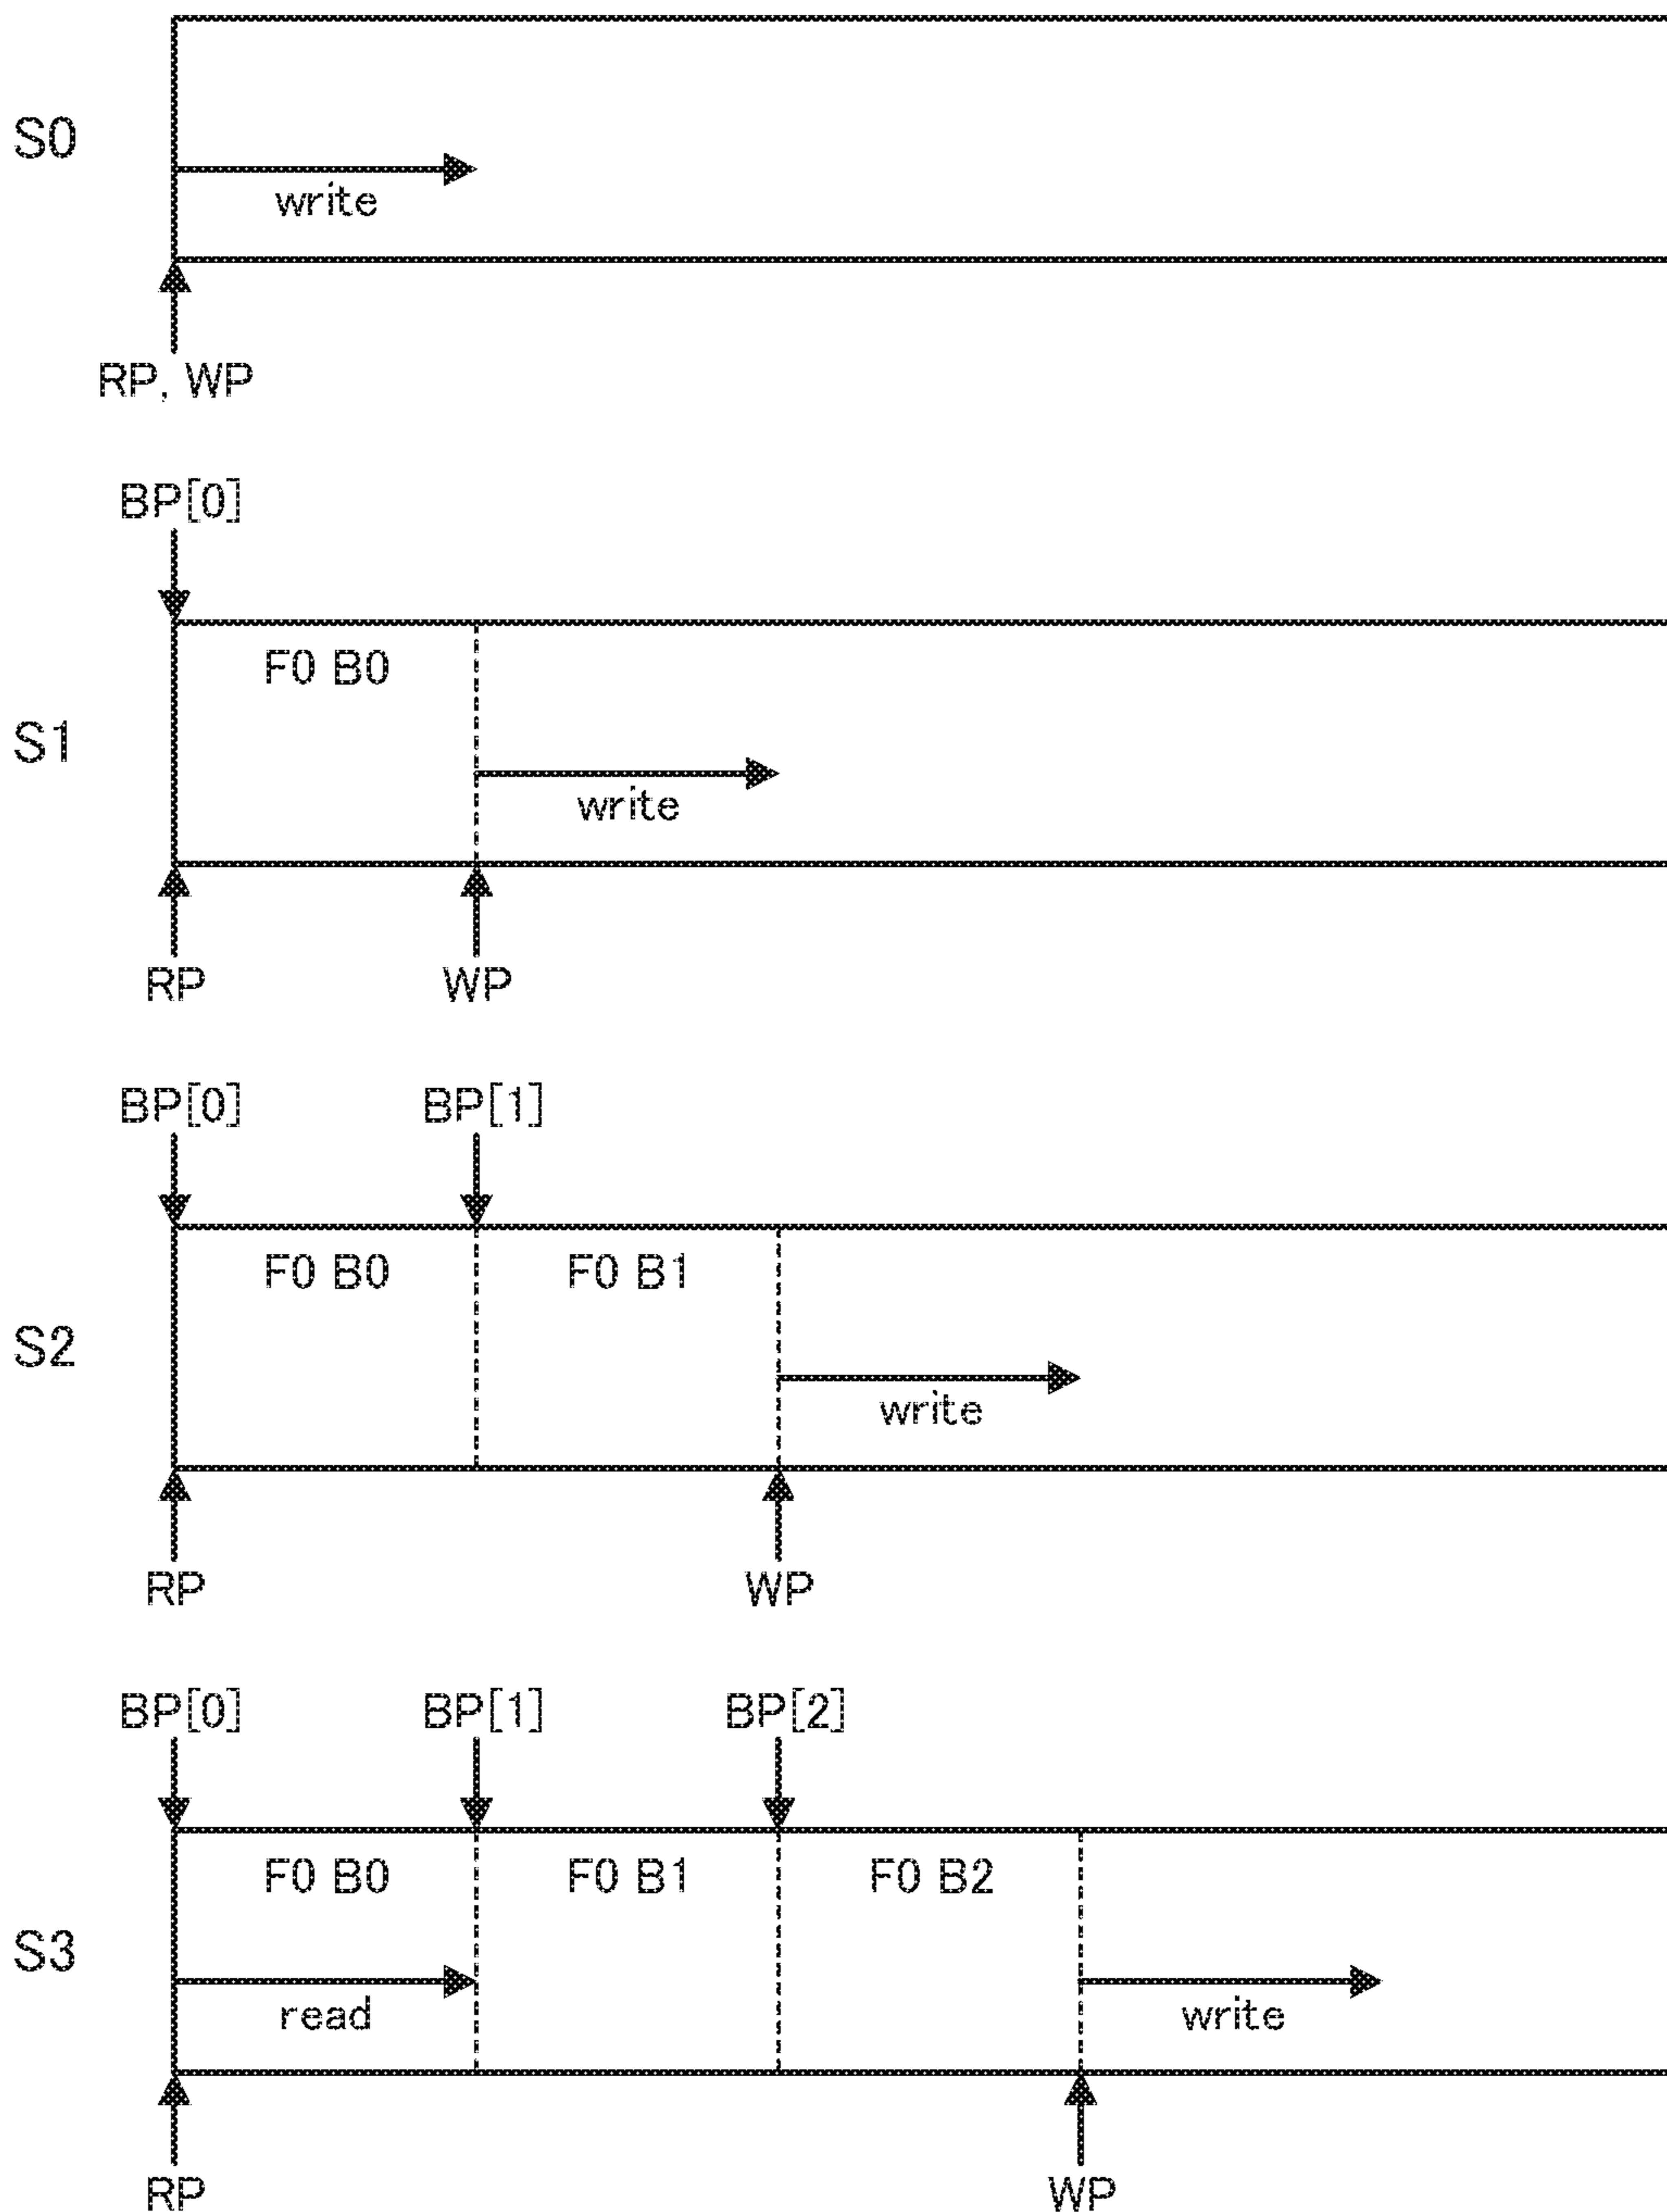 S0
write
RP, WP
BP[0]
F0 B0
S1
write
RP WP
BP[0] BP[1]
F0 B0 F0 B1
S2
write
RP WP
BP[0] BP[1] BP[2]
F0 B0 F0 B1 F0 B2
S3
read write
RP WP